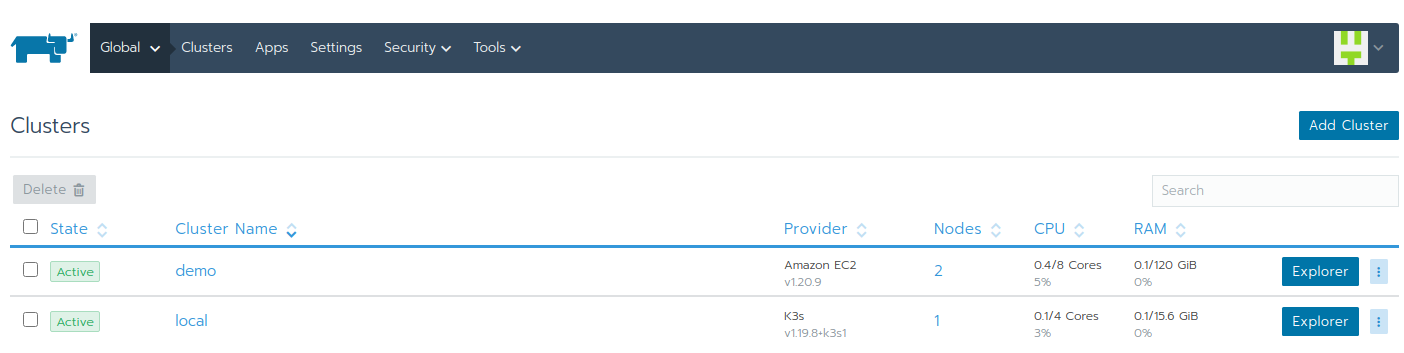 Global Clusters Apps Settings Security Tools
Clusters
Add Cluster
Delete
Search
State Cluster Name Provider Nodes CPU RAM
Active demo Amazon EC2 2 0.4/8 Cores 0.1/120 GiB Explorer
v1.20.9 5% 0%
Active local K3s 1 0.1/4 Cores 0.1/15.6 GiB Explorer
v1.19.8+k3s1 3% 0%